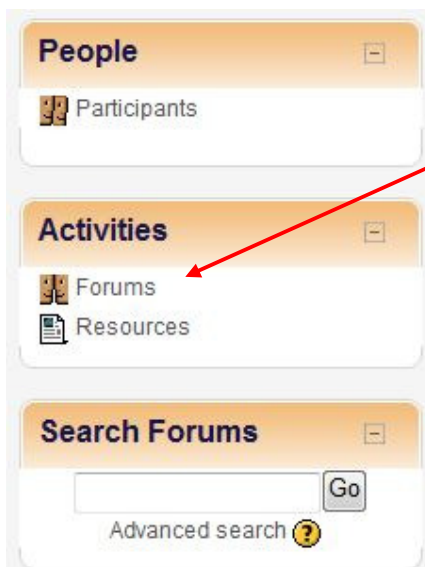 People
Participants
Activities
Forums
Resources
Search Forums
Go
Advanced search ?